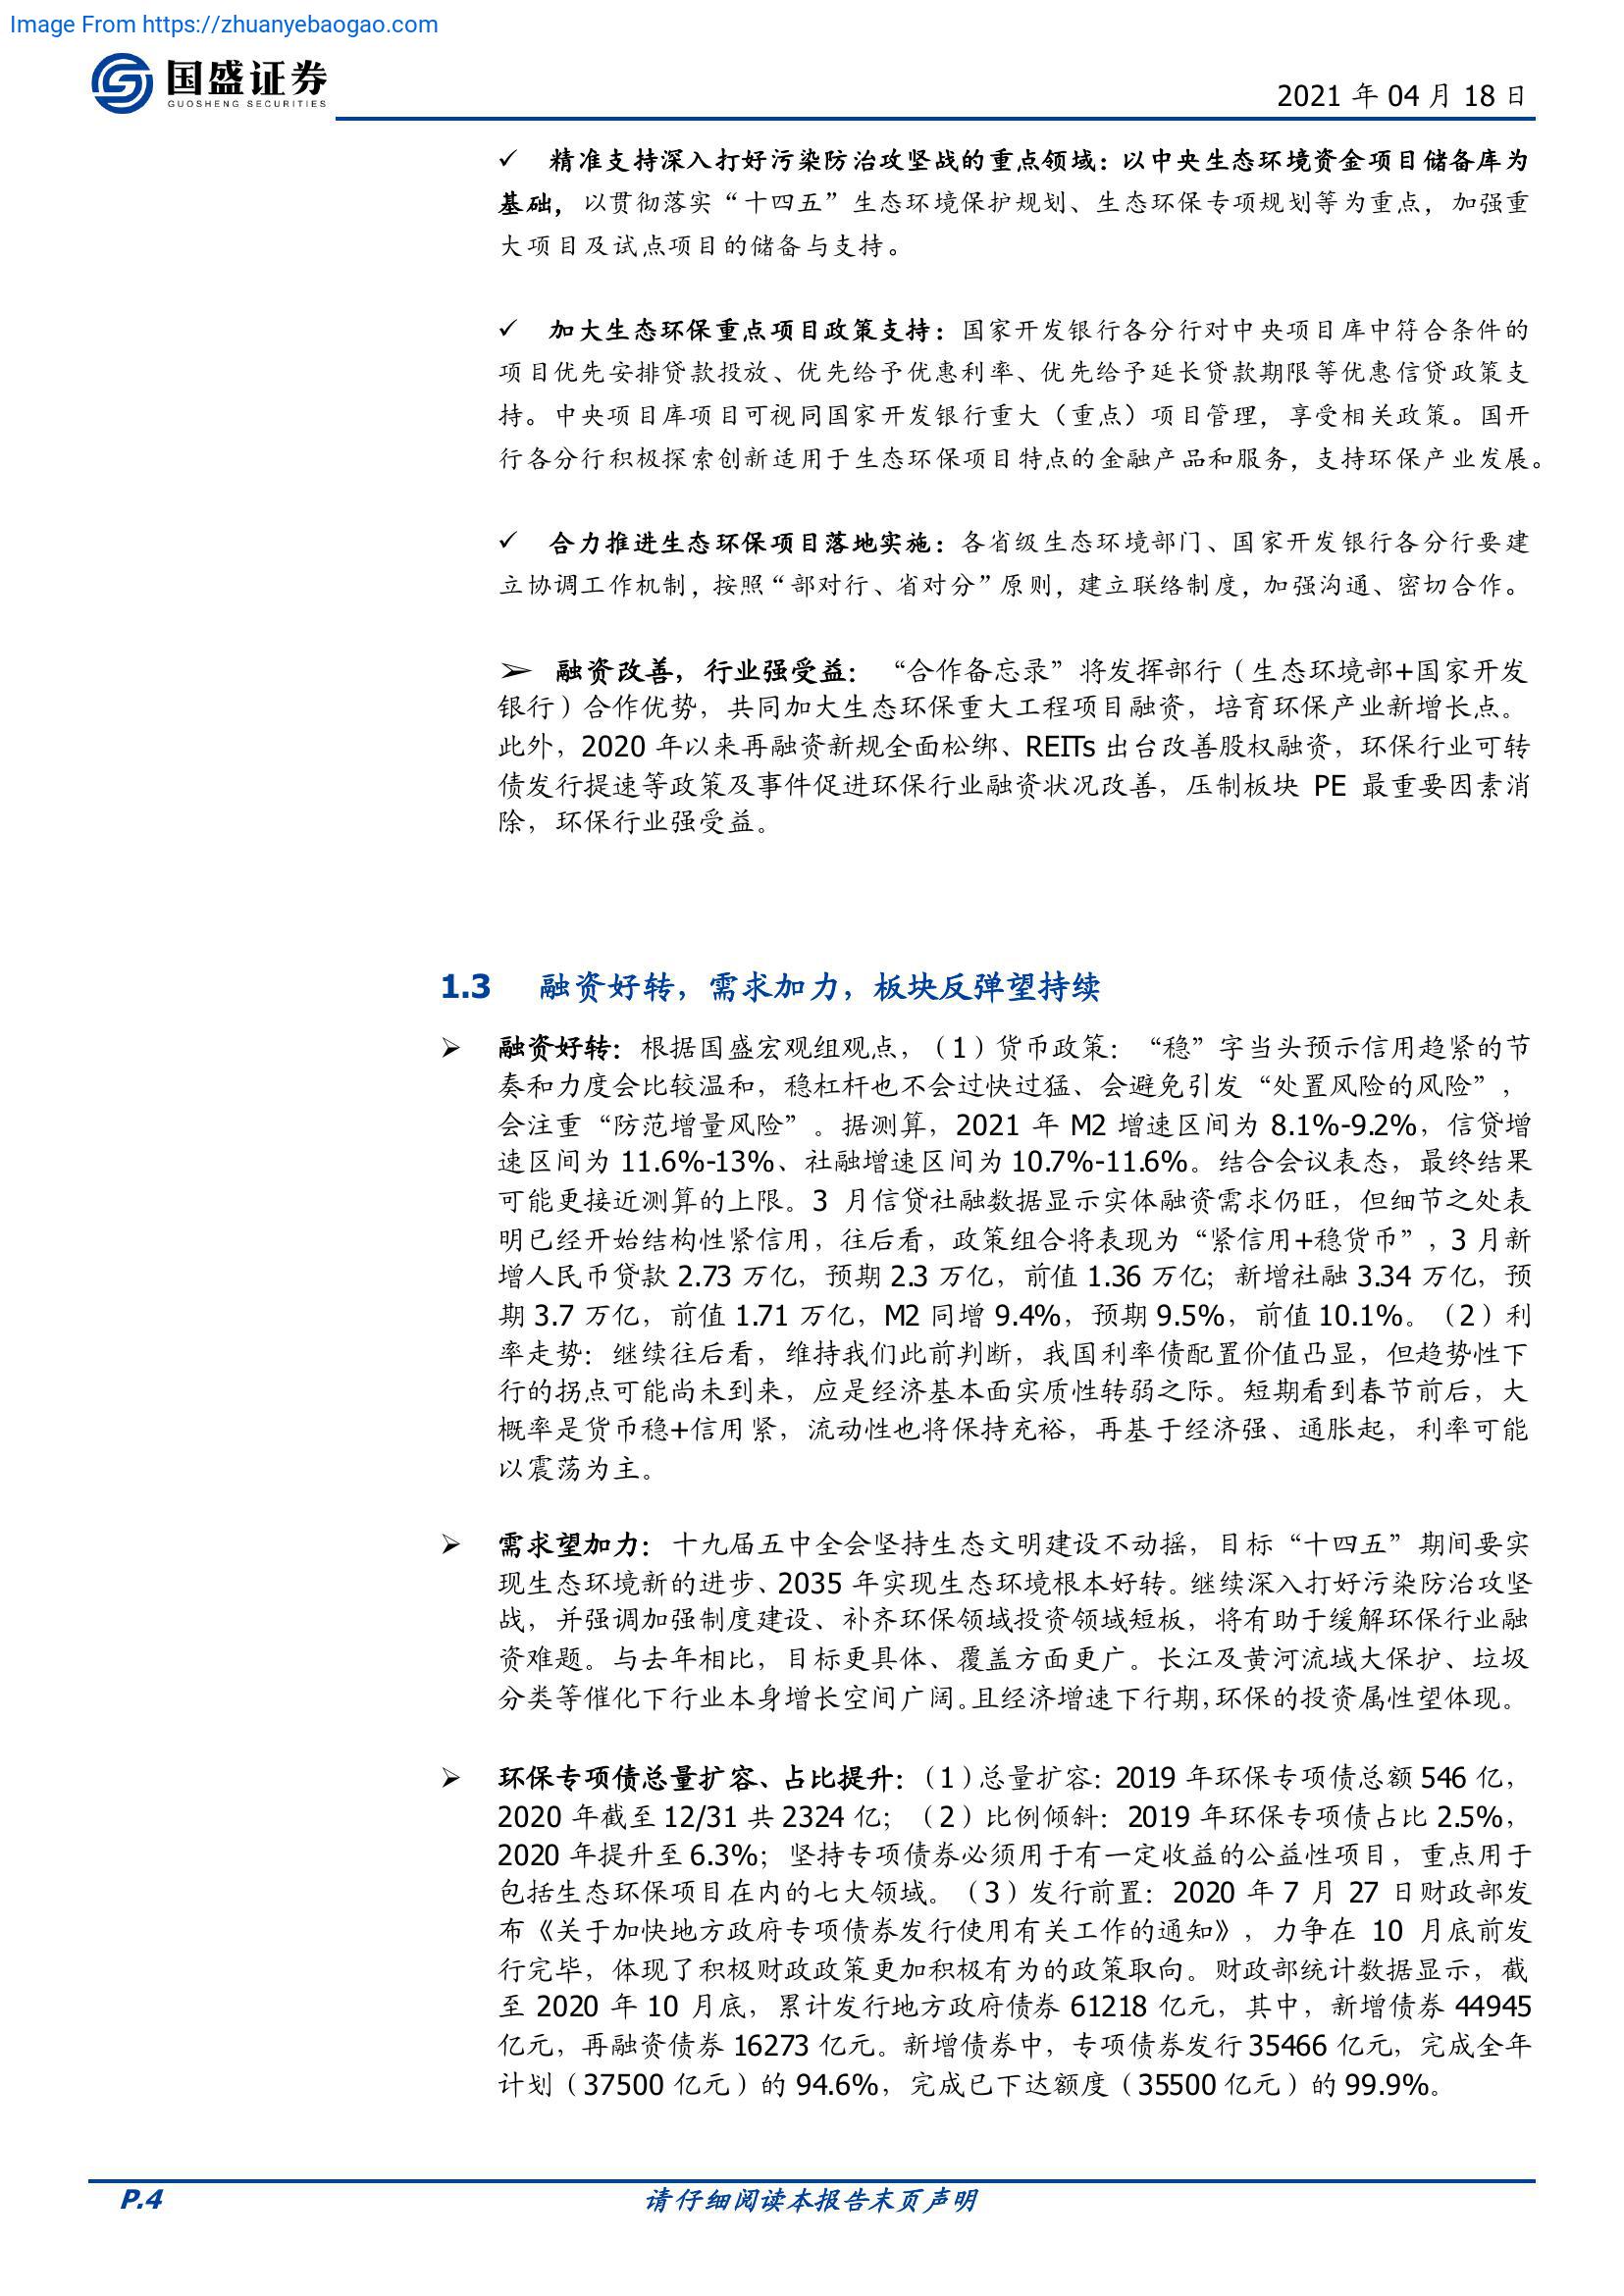 Image From https://zhuanyebaogao.com
国盛证券
GUOSHENG SECURITIES
2021 年 04 月 18 日
✓ 精准支持深入打好污染防治攻坚战的重点领域：以中央生态环境资金项目储备库为
基础，以贯彻落实“十四五”生态环境保护规划、生态环保专项规划等为重点，加强重
大项目及试点项目的储备与支持。
✓ 加大生态环保重点项目政策支持：国家开发银行各分行对中央项目库中符合条件的
项目优先安排贷款投放、优先给予优惠利率、优先给予延长贷款期限等优惠信贷政策支
持。中央项目库项目可视同国家开发银行重大（重点）项目管理，享受相关政策。国开
行各分行积极探索创新适用于生态环保项目特点的金融产品和服务，支持环保产业发展。
✓ 合力推进生态环保项目落地实施：各省级生态环境部门、国家开发银行各分行要建
立协调工作机制，按照“部对行、省对分”原则，建立联络制度，加强沟通、密切合作。
➢ 融资改善，行业强受益：“合作备忘录”将发挥部行（生态环境部+国家开发
银行）合作优势，共同加大生态环保重大工程项目融资，培育环保产业新增长点。
此外，2020 年以来再融资新规全面松绑、REITs 出台改善股权融资，环保行业可转
债发行提速等政策及事件促进环保行业融资状况改善，压制板块 PE 最重要因素消
除，环保行业强受益。
1.3 融资好转，需求加力，板块反弹望持续
➢ 融资好转：根据国盛宏观组观点，（1）货币政策：“稳”字当头预示信用趋紧的节
奏和力度会比较温和，稳杠杆也不会过快过猛、会避免引发“处置风险的风险”，
会注重“防范增量风险”。据测算，2021 年 M2 增速区间为 8.1%-9.2%，信贷增
速区间为 11.6%-13%、社融增速区间为 10.7%-11.6%。结合会议表态，最终结果
可能更接近测算的上限。3 月信贷社融数据显示实体融资需求仍旺，但细节之处表
明已经开始结构性紧信用，往后看，政策组合将表现为“紧信用+稳货币”，3 月新
增人民币贷款 2.73 万亿，预期 2.3 万亿，前值 1.36 万亿；新增社融 3.34 万亿，预
期 3.7 万亿，前值 1.71 万亿，M2 同增 9.4%，预期 9.5%，前值 10.1%。（2）利
率走势：继续往后看，维持我们此前判断，我国利率债配置价值凸显，但趋势性下
行的拐点可能尚未到来，应是经济基本面实质性转弱之际。短期看到春节前后，大
概率是货币稳+信用紧，流动性也将保持充裕，再基于经济强、通胀起，利率可能
以震荡为主。
➢ 需求望加力：十九届五中全会坚持生态文明建设不动摇，目标“十四五”期间要实
现生态环境新的进步、2035 年实现生态环境根本好转。继续深入打好污染防治攻坚
战，并强调加强制度建设、补齐环保领域投资领域短板，将有助于缓解环保行业融
资难题。与去年相比，目标更具体、覆盖方面更广。长江及黄河流域大保护、垃圾
分类等催化下行业本身增长空间广阔。且经济增速下行期，环保的投资属性望体现。
➢ 环保专项债总量扩容、占比提升：（1）总量扩容：2019 年环保专项债总额 546 亿，
2020 年截至 12/31 共 2324 亿；（2）比例倾斜：2019 年环保专项债占比 2.5%，
2020 年提升至 6.3%；坚持专项债券必须用于有一定收益的公益性项目，重点用于
包括生态环保项目在内的七大领域。（3）发行前置：2020 年 7 月 27 日财政部发
布《关于加快地方政府专项债券发行使用有关工作的通知》，力争在 10 月底前发
行完毕，体现了积极财政政策更加积极有为的政策取向。财政部统计数据显示，截
至 2020 年 10 月底，累计发行地方政府债券 61218 亿元，其中，新增债券 44945
亿元，再融资债券 16273 亿元。新增债券中，专项债券发行 35466 亿元，完成全年
计划（37500 亿元）的 94.6%，完成已下达额度（35500 亿元）的 99.9%。
P.4 请仔细阅读本报告末页声明